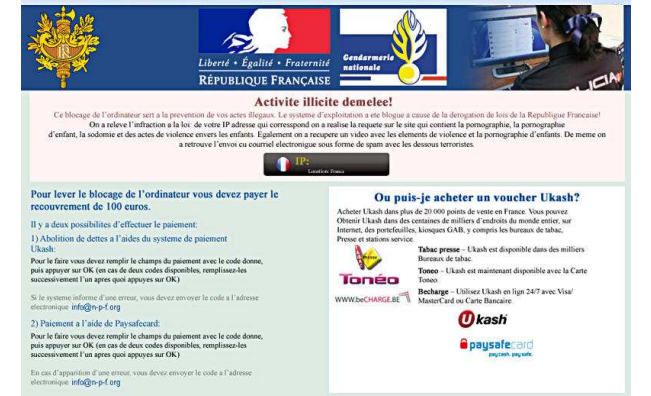 Liberté • Égalité • Fraternité
RÉPUBLIQUE FRANÇAISE
Gendarmerie
nationale
Activite illicite demelee!
Ce blocage de l'ordinateur sert a la prevention de vos actes illegaux. Le systeme d'exploitation a ete blogue a cause de la derogation de lois de la Republique Francaise!
On a releve l'infraction a la loi: de votre IP adresse qui correspond on a realise la requete sur le site qui contient la pornographie, la pornographie
d'enfant, la sodomie et des actes de violence envers les enfants. Egalement on a recupere un video avec les elements de violence et la pornographie d'enfants. De meme on
a retrouve l'envoi cu courriel electronique sous forme de spam avec les dessous terroristes.
IP:
Location: France
Pour lever le blocage de l'ordinateur vous devez payer le
recouvrement de 100 euros.
Il y a deux possibilites d'effectuer le paiement:
1) Abolition de dettes a l'aides du systeme de paiement
Ukash:
Pour le faire vous devez remplir le champs du paiement avec le code donne,
puis appuyer sur OK (en cas de deux codes disponibles, remplissez-les
successivement l'un apres quoi appuyes sur OK)
Si le systeme informe d'une erreur, vous devez envoyer le code a l'adresse
electronique info@n-p-f.org
2) Paiement a l'aide de Paysafecard:
Pour le faire vous devez remplir le champs du paiement avec le code donne,
puis appuyer sur OK (en cas de deux codes disponibles, remplissez-les
successivement l'un apres quoi appuyes sur OK)
En cas d'apparition d'une erreur, vous devez envoyer le code a l'adresse
electronique info@n-p-f.org
Ou puis-je acheter un voucher Ukash?
Acheter Ukash dans plus de 20 000 points de vente en France. Vous pouvez
Obtenir Ukash dans des centaines de milliers d'endroits du monde entier, sur
Internet, des portefeuilles, kiosques GAB, y compris les bureaux de tabac,
Presse et stations service.
Tabac presse – Ukash est disponible dans des milliers
Bureaux de tabac.
Tonéo
Toneo – Ukash est maintenant disponible avec la Carte
Toneo.
WWW.beCHARGE.BE
Becharge – Utilisez Ukash en lign 24/7 avec Visa/
MasterCard ou Carte Bancaire.
Ukash
paysafecard
pay cash. pay safe.